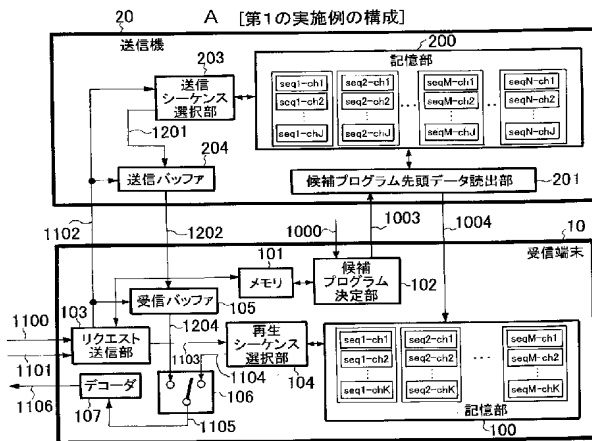 A [第1の実施例の構成]
20
送信機
203
送信
シーケンス
選択部
1201
204
送信バッファ
200
記憶部
seq1-ch1 seq2-ch1 seqM-ch1 seqN-ch1
seq1-ch2 seq2-ch2 ... seqM-ch2 ... seqN-ch2
seq1-chJ seq2-chJ seqM-chJ seqN-chJ
候補プログラム先頭データ読出部
201
1102
1202
1000
1003
1004
10
受信端末
101
メモリ
候補
プログラム
決定部
102
103
受信バッファ
105
1100
リクエスト
送信部
1101
1204
1103
再生
シーケンス
選択部
104
1104
デコーダ
1106
107
106
1105
seq1-ch1 seq2-ch1 seqM-ch1
seq1-ch2 seq2-ch2 ... seqM-ch2
seq1-chK seq2-chK seqM-chK
記憶部
100